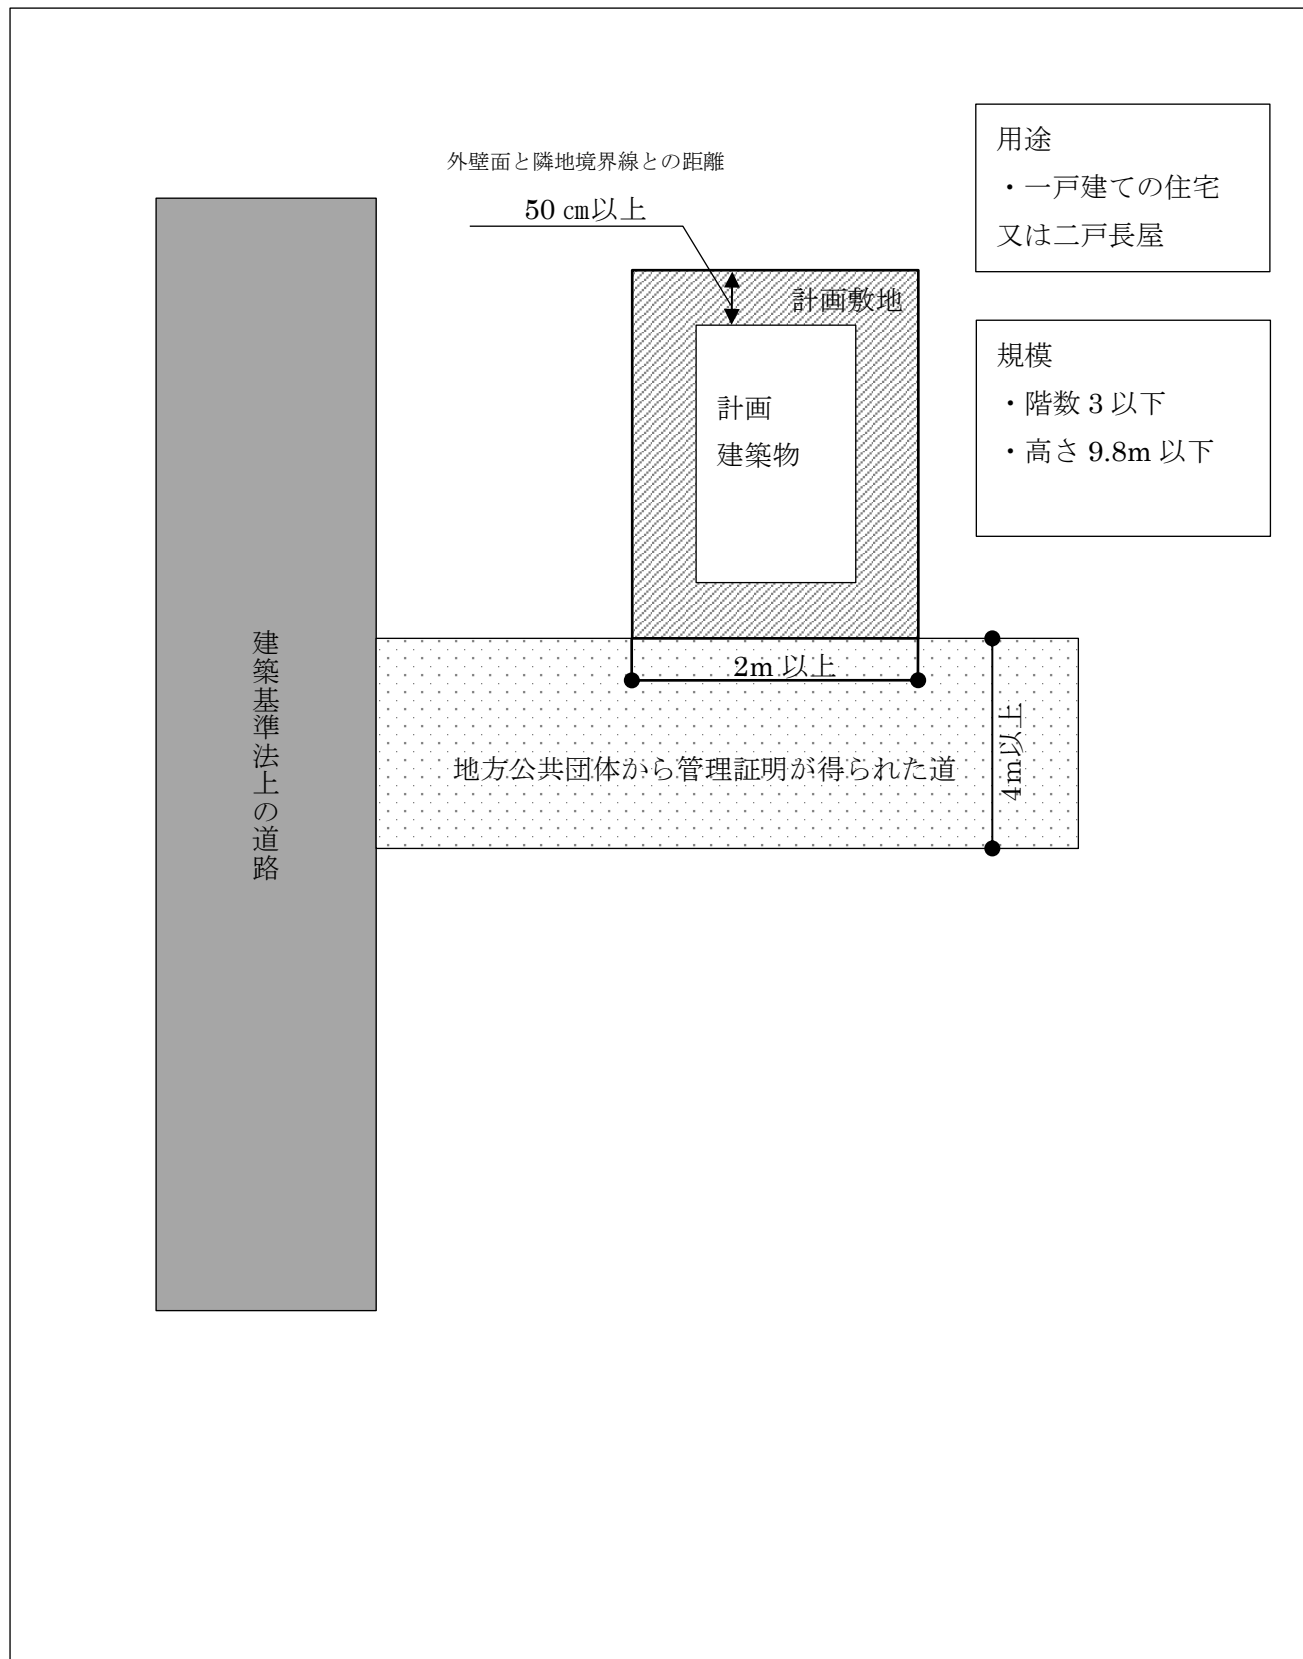 用途
・一戸建ての住宅
又は二戸長屋
外壁面と隣地境界線との距離
50 ㎝以上
計画敷地
規模
・階数 3 以下
・高さ 9.8m 以下
計画
建築物
建築基準法上の道路
2m 以上
4m以上
地方公共団体から管理証明が得られた道